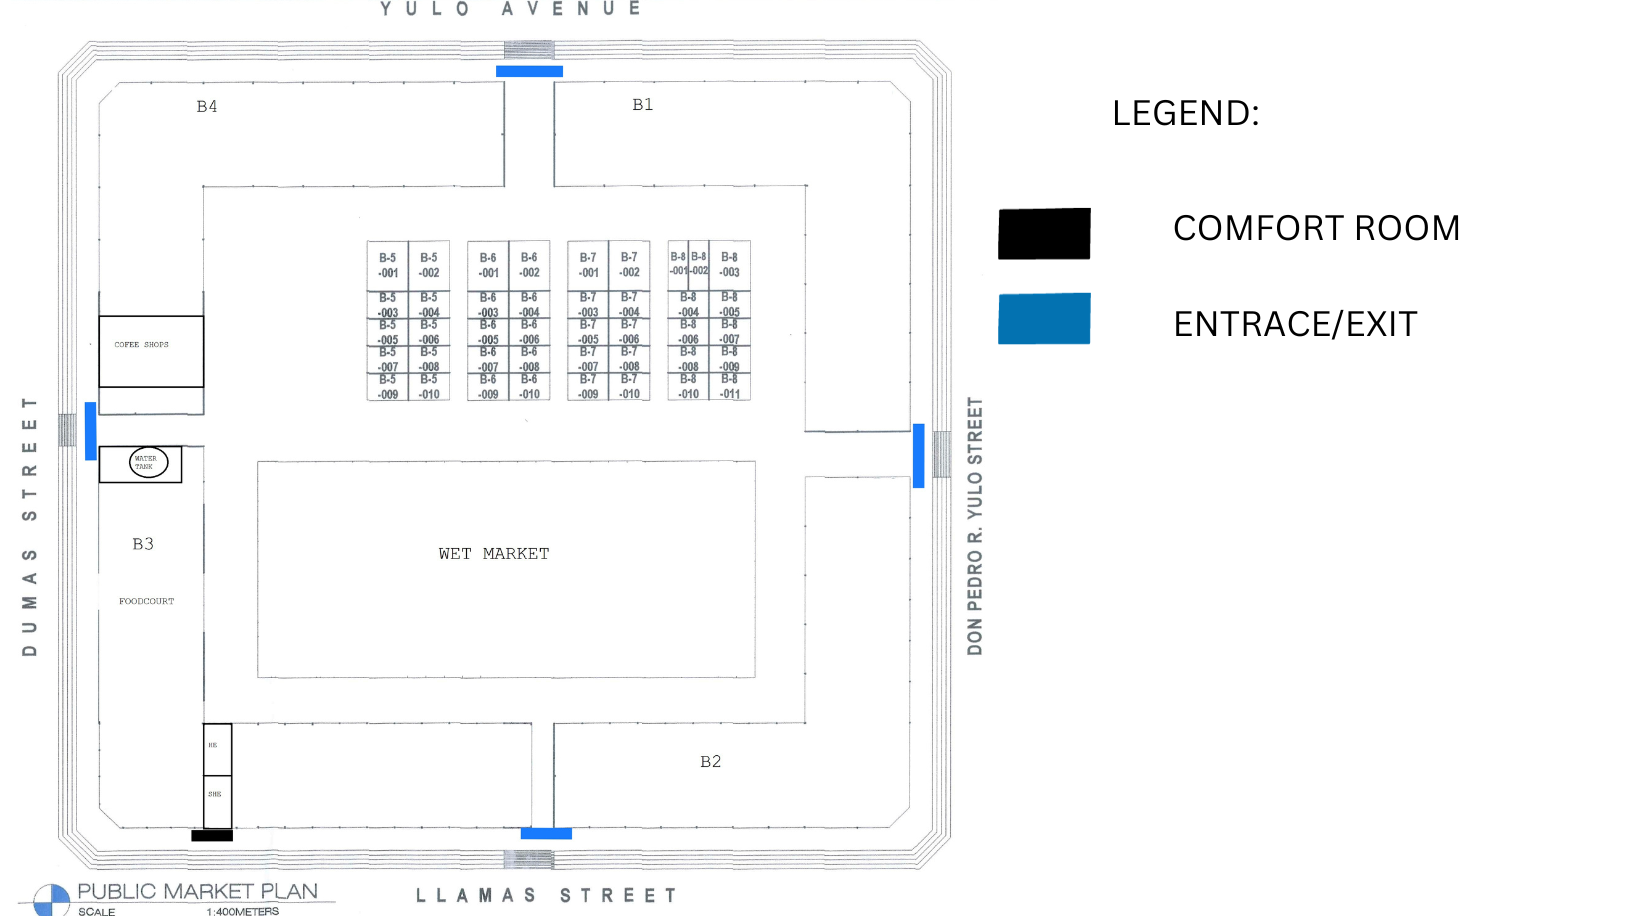 YULO AVENUE
B4
B1
LEGEND:
COMFORT ROOM
ENTRACE/EXIT
B-5 B-5 B-6 B-6 B-7 B-7 B-8 B-8 B-8
-001 -002 -001 -002 -001 -002 -001 -002 -003
B-5 B-5 B-6 B-6 B-7 B-7 B-8 B-8
-003 -004 -003 -004 -003 -004 -004 -005
B-5 B-5 B-6 B-6 B-7 B-7 B-8 B-8
-005 -006 -005 -006 -005 -006 -006 -007
B-5 B-5 B-6 B-6 B-7 B-7 B-8 B-8
-007 -008 -007 -008 -007 -008 -008 -009
B-5 B-5 B-6 B-6 B-7 B-7 B-8 B-8
-009 -010 -009 -010 -009 -010 -010 -011
COFEE SHOPS
DUMAS STREET
DON PEDRO R. YULO STREET
WATER
TANK
B3
FOODCOURT
WET MARKET
HE
SHE
B2
LLAMAS STREET
PUBLIC MARKET PLAN
SCALE 1:400METERS